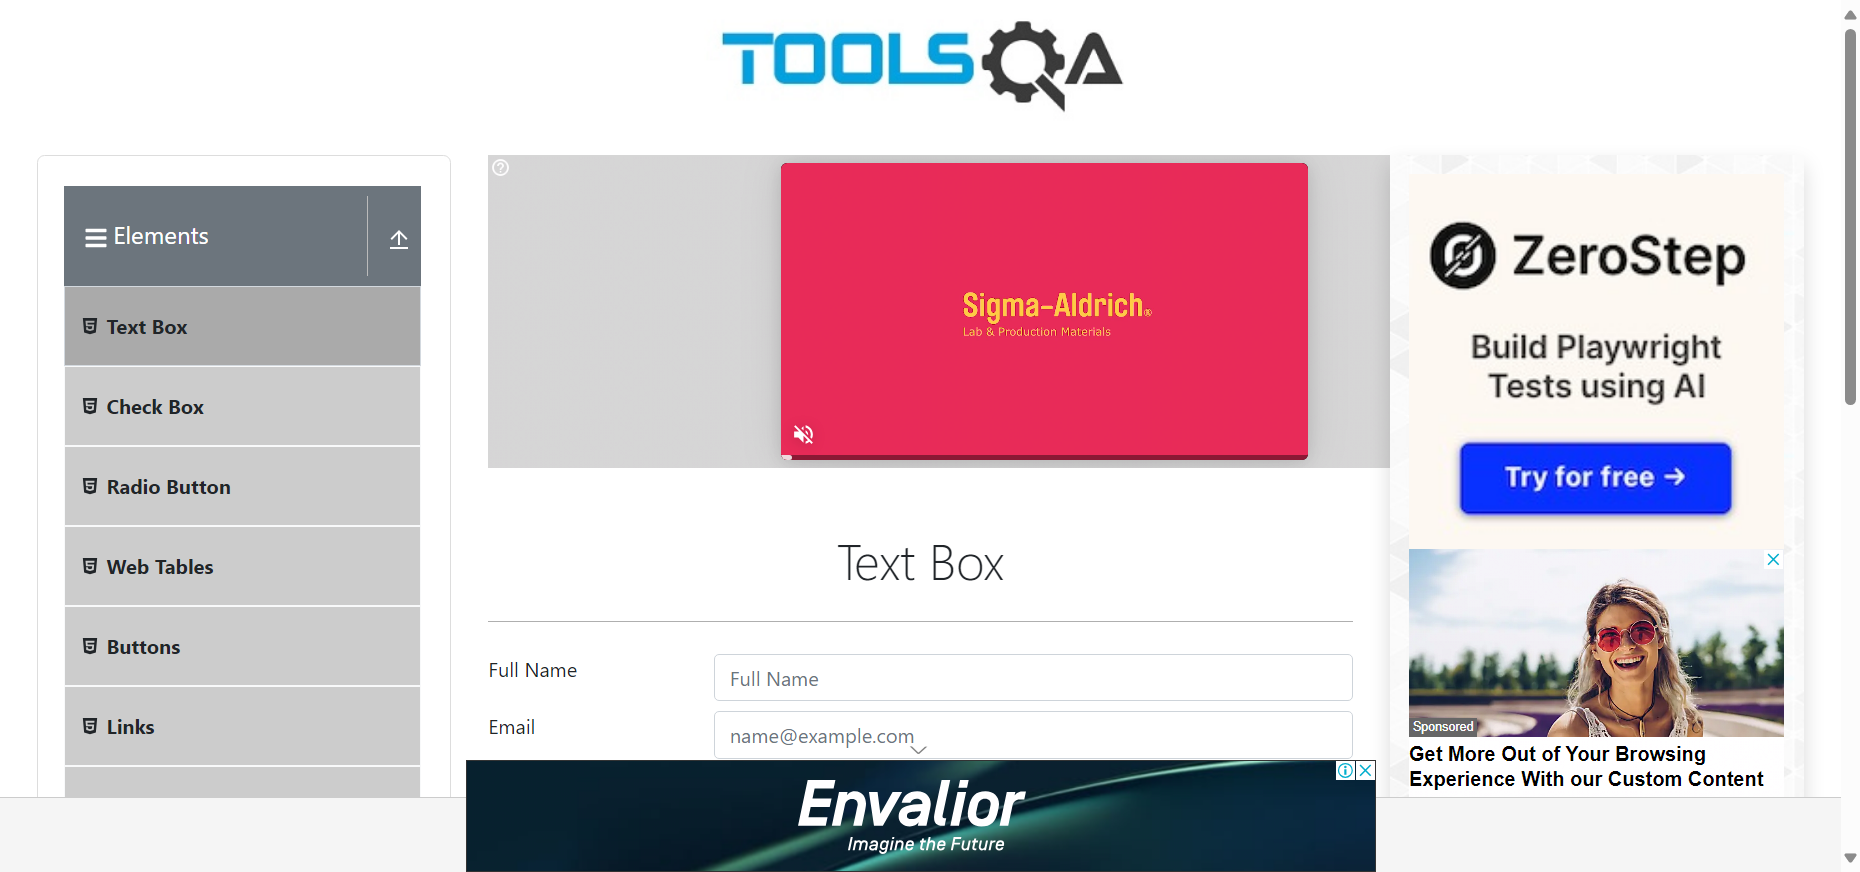 TOOLSQA
Elements
Text Box
Check Box
Radio Button
Web Tables
Buttons
Links
Sigma-Aldrich®
Lab & Production Materials
Text Box
Full Name
Full Name
Email
name@example.com
ZeroStep
Build Playwright
Tests using AI
Try for free →
Sponsored
Get More Out of Your Browsing
Experience With our Custom Content
Envalior
Imagine the Future